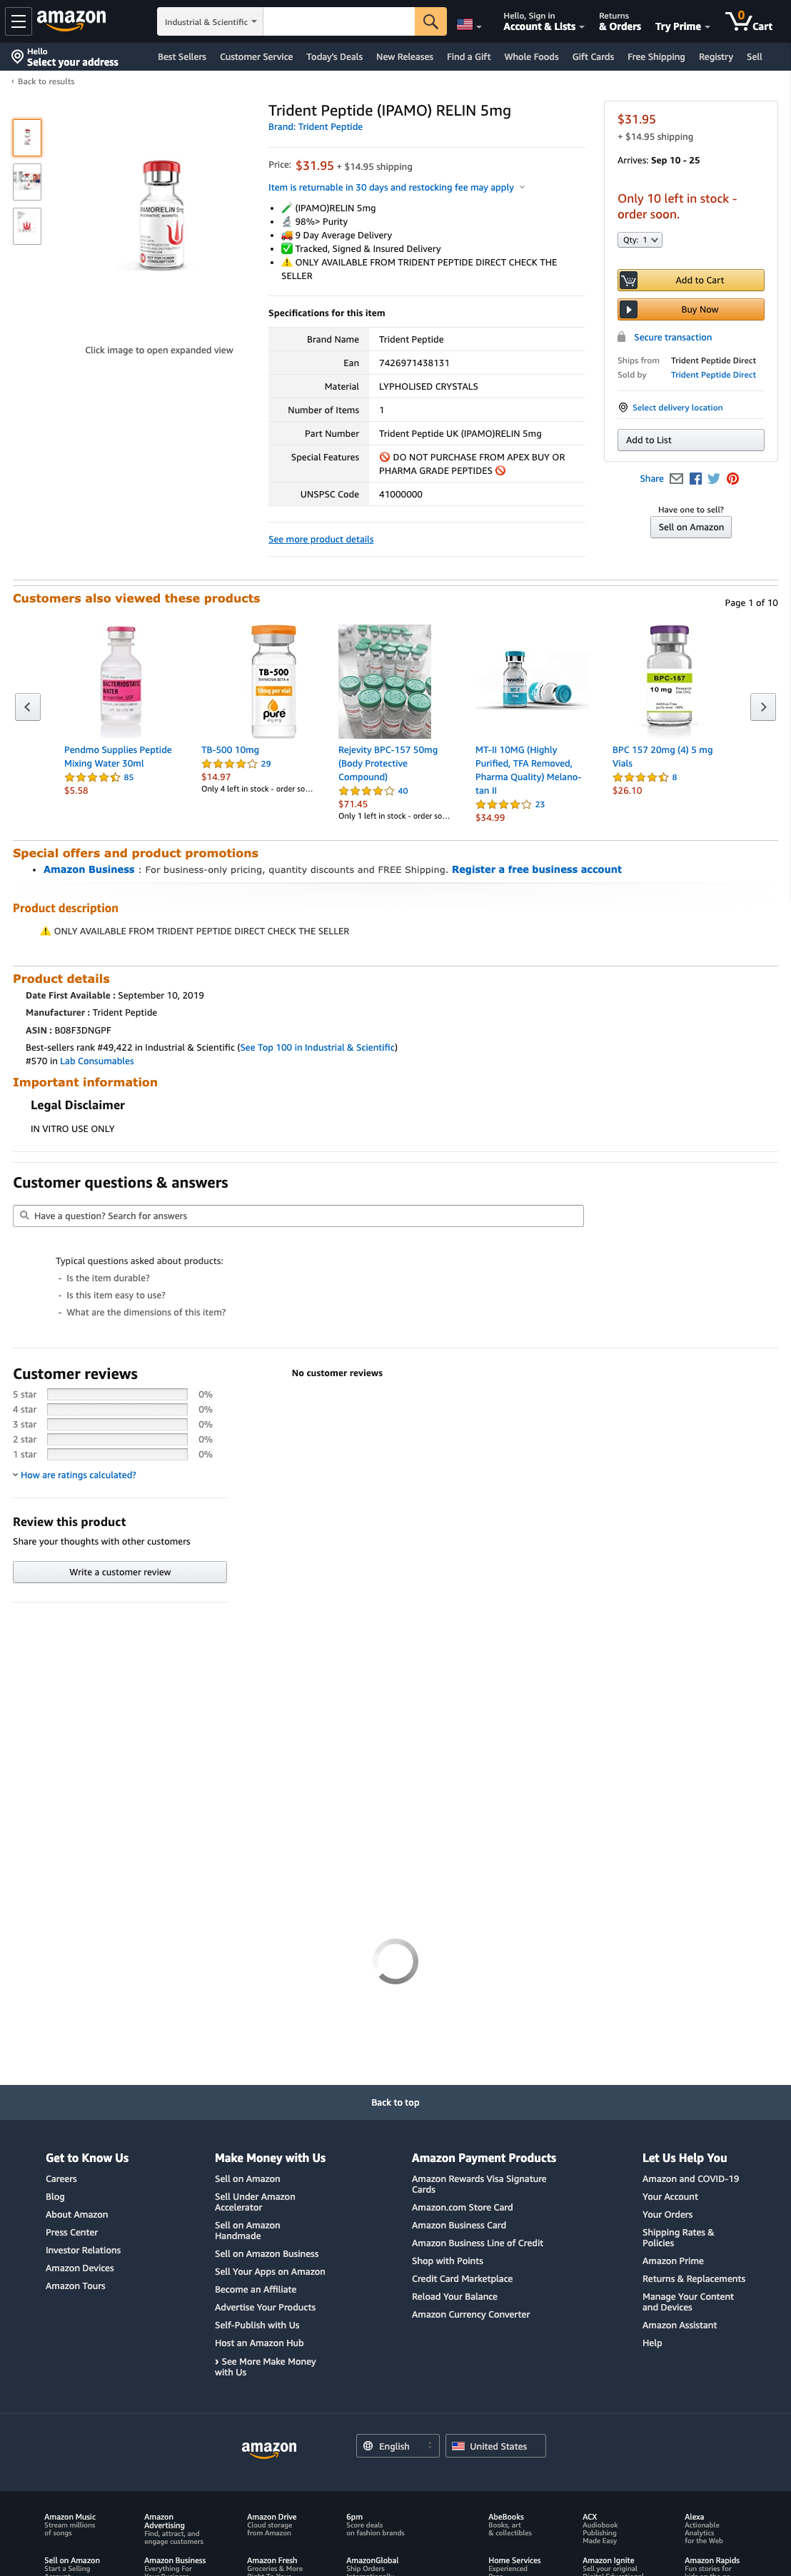 amazon
Industrial & Scientific
Hello, Sign in
Account & Lists
Returns
& Orders
Try Prime
0
Cart
Hello
Select your address
Best Sellers
Customer Service
Today's Deals
New Releases
Find a Gift
Whole Foods
Gift Cards
Free Shipping
Registry
Sell
‹ Back to results
Click image to open expanded view
Trident Peptide (IPAMO) RELIN 5mg
Brand: Trident Peptide
Price: $31.95 + $14.95 shipping
Item is returnable in 30 days and restocking fee may apply
• 🧪 (IPAMO)RELIN 5mg
• 🔬 98%> Purity
• 🚚 9 Day Average Delivery
• ✅ Tracked, Signed & Insured Delivery
• ⚠️ ONLY AVAILABLE FROM TRIDENT PEPTIDE DIRECT CHECK THE
SELLER
Specifications for this item
Brand Name Trident Peptide
Ean 7426971438131
Material LYPHOLISED CRYSTALS
Number of Items 1
Part Number Trident Peptide UK (IPAMO)RELIN 5mg
Special Features 🚫 DO NOT PURCHASE FROM APEX BUY OR
PHARMA GRADE PEPTIDES 🚫
UNSPSC Code 41000000
See more product details
$31.95
+ $14.95 shipping
Arrives: Sep 10 - 25
Only 10 left in stock -
order soon.
Qty: 1
Add to Cart
Buy Now
Secure transaction
Ships from Trident Peptide Direct
Sold by Trident Peptide Direct
Select delivery location
Add to List
Share
Have one to sell?
Sell on Amazon
Customers also viewed these products
Page 1 of 10
BACTERIOSTATIC
WATER
Pendmo Supplies Peptide
Mixing Water 30ml
85
$5.58
TB-500
10mg per vial
pure
PEPS
TB-500 10mg
29
$14.97
Only 4 left in stock - order so...
Rejevity BPC-157 50mg
(Body Protective
Compound)
40
$71.45
Only 1 left in stock - order so...
MT-II 10MG (Highly
Purified, TFA Removed,
Pharma Quality) Melano-
tan II
23
$34.99
BPC-157
10 mg
BPC 157 20mg (4) 5 mg
Vials
8
$26.10
Special offers and product promotions
• Amazon Business : For business-only pricing, quantity discounts and FREE Shipping. Register a free business account
Product description
⚠️ ONLY AVAILABLE FROM TRIDENT PEPTIDE DIRECT CHECK THE SELLER
Product details
Date First Available : September 10, 2019
Manufacturer : Trident Peptide
ASIN : B08F3DNGPF
Best-sellers rank #49,422 in Industrial & Scientific (See Top 100 in Industrial & Scientific)
#570 in Lab Consumables
Important information
Legal Disclaimer
IN VITRO USE ONLY
Customer questions & answers
Have a question? Search for answers
Typical questions asked about products:
- Is the item durable?
- Is this item easy to use?
- What are the dimensions of this item?
Customer reviews
5 star 0%
4 star 0%
3 star 0%
2 star 0%
1 star 0%
How are ratings calculated?
No customer reviews
Review this product
Share your thoughts with other customers
Write a customer review
Back to top
Get to Know Us
Careers
Blog
About Amazon
Press Center
Investor Relations
Amazon Devices
Amazon Tours
Make Money with Us
Sell on Amazon
Sell Under Amazon
Accelerator
Sell on Amazon
Handmade
Sell on Amazon Business
Sell Your Apps on Amazon
Become an Affiliate
Advertise Your Products
Self-Publish with Us
Host an Amazon Hub
› See More Make Money
with Us
Amazon Payment Products
Amazon Rewards Visa Signature
Cards
Amazon.com Store Card
Amazon Business Card
Amazon Business Line of Credit
Shop with Points
Credit Card Marketplace
Reload Your Balance
Amazon Currency Converter
Let Us Help You
Amazon and COVID-19
Your Account
Your Orders
Shipping Rates &
Policies
Amazon Prime
Returns & Replacements
Manage Your Content
and Devices
Amazon Assistant
Help
amazon
English
United States
Amazon Music
Stream millions
of songs
Amazon
Advertising
Find, attract, and
engage customers
Amazon Drive
Cloud storage
from Amazon
6pm
Score deals
on fashion brands
AbeBooks
Books, art
& collectibles
ACX
Audiobook
Publishing
Made Easy
Alexa
Actionable
Analytics
for the Web
Sell on Amazon
Start a Selling
Amazon Business
Everything For
Amazon Fresh
Groceries & More
AmazonGlobal
Ship Orders
Home Services
Experienced
Amazon Ignite
Sell your original
Amazon Rapids
Fun stories for